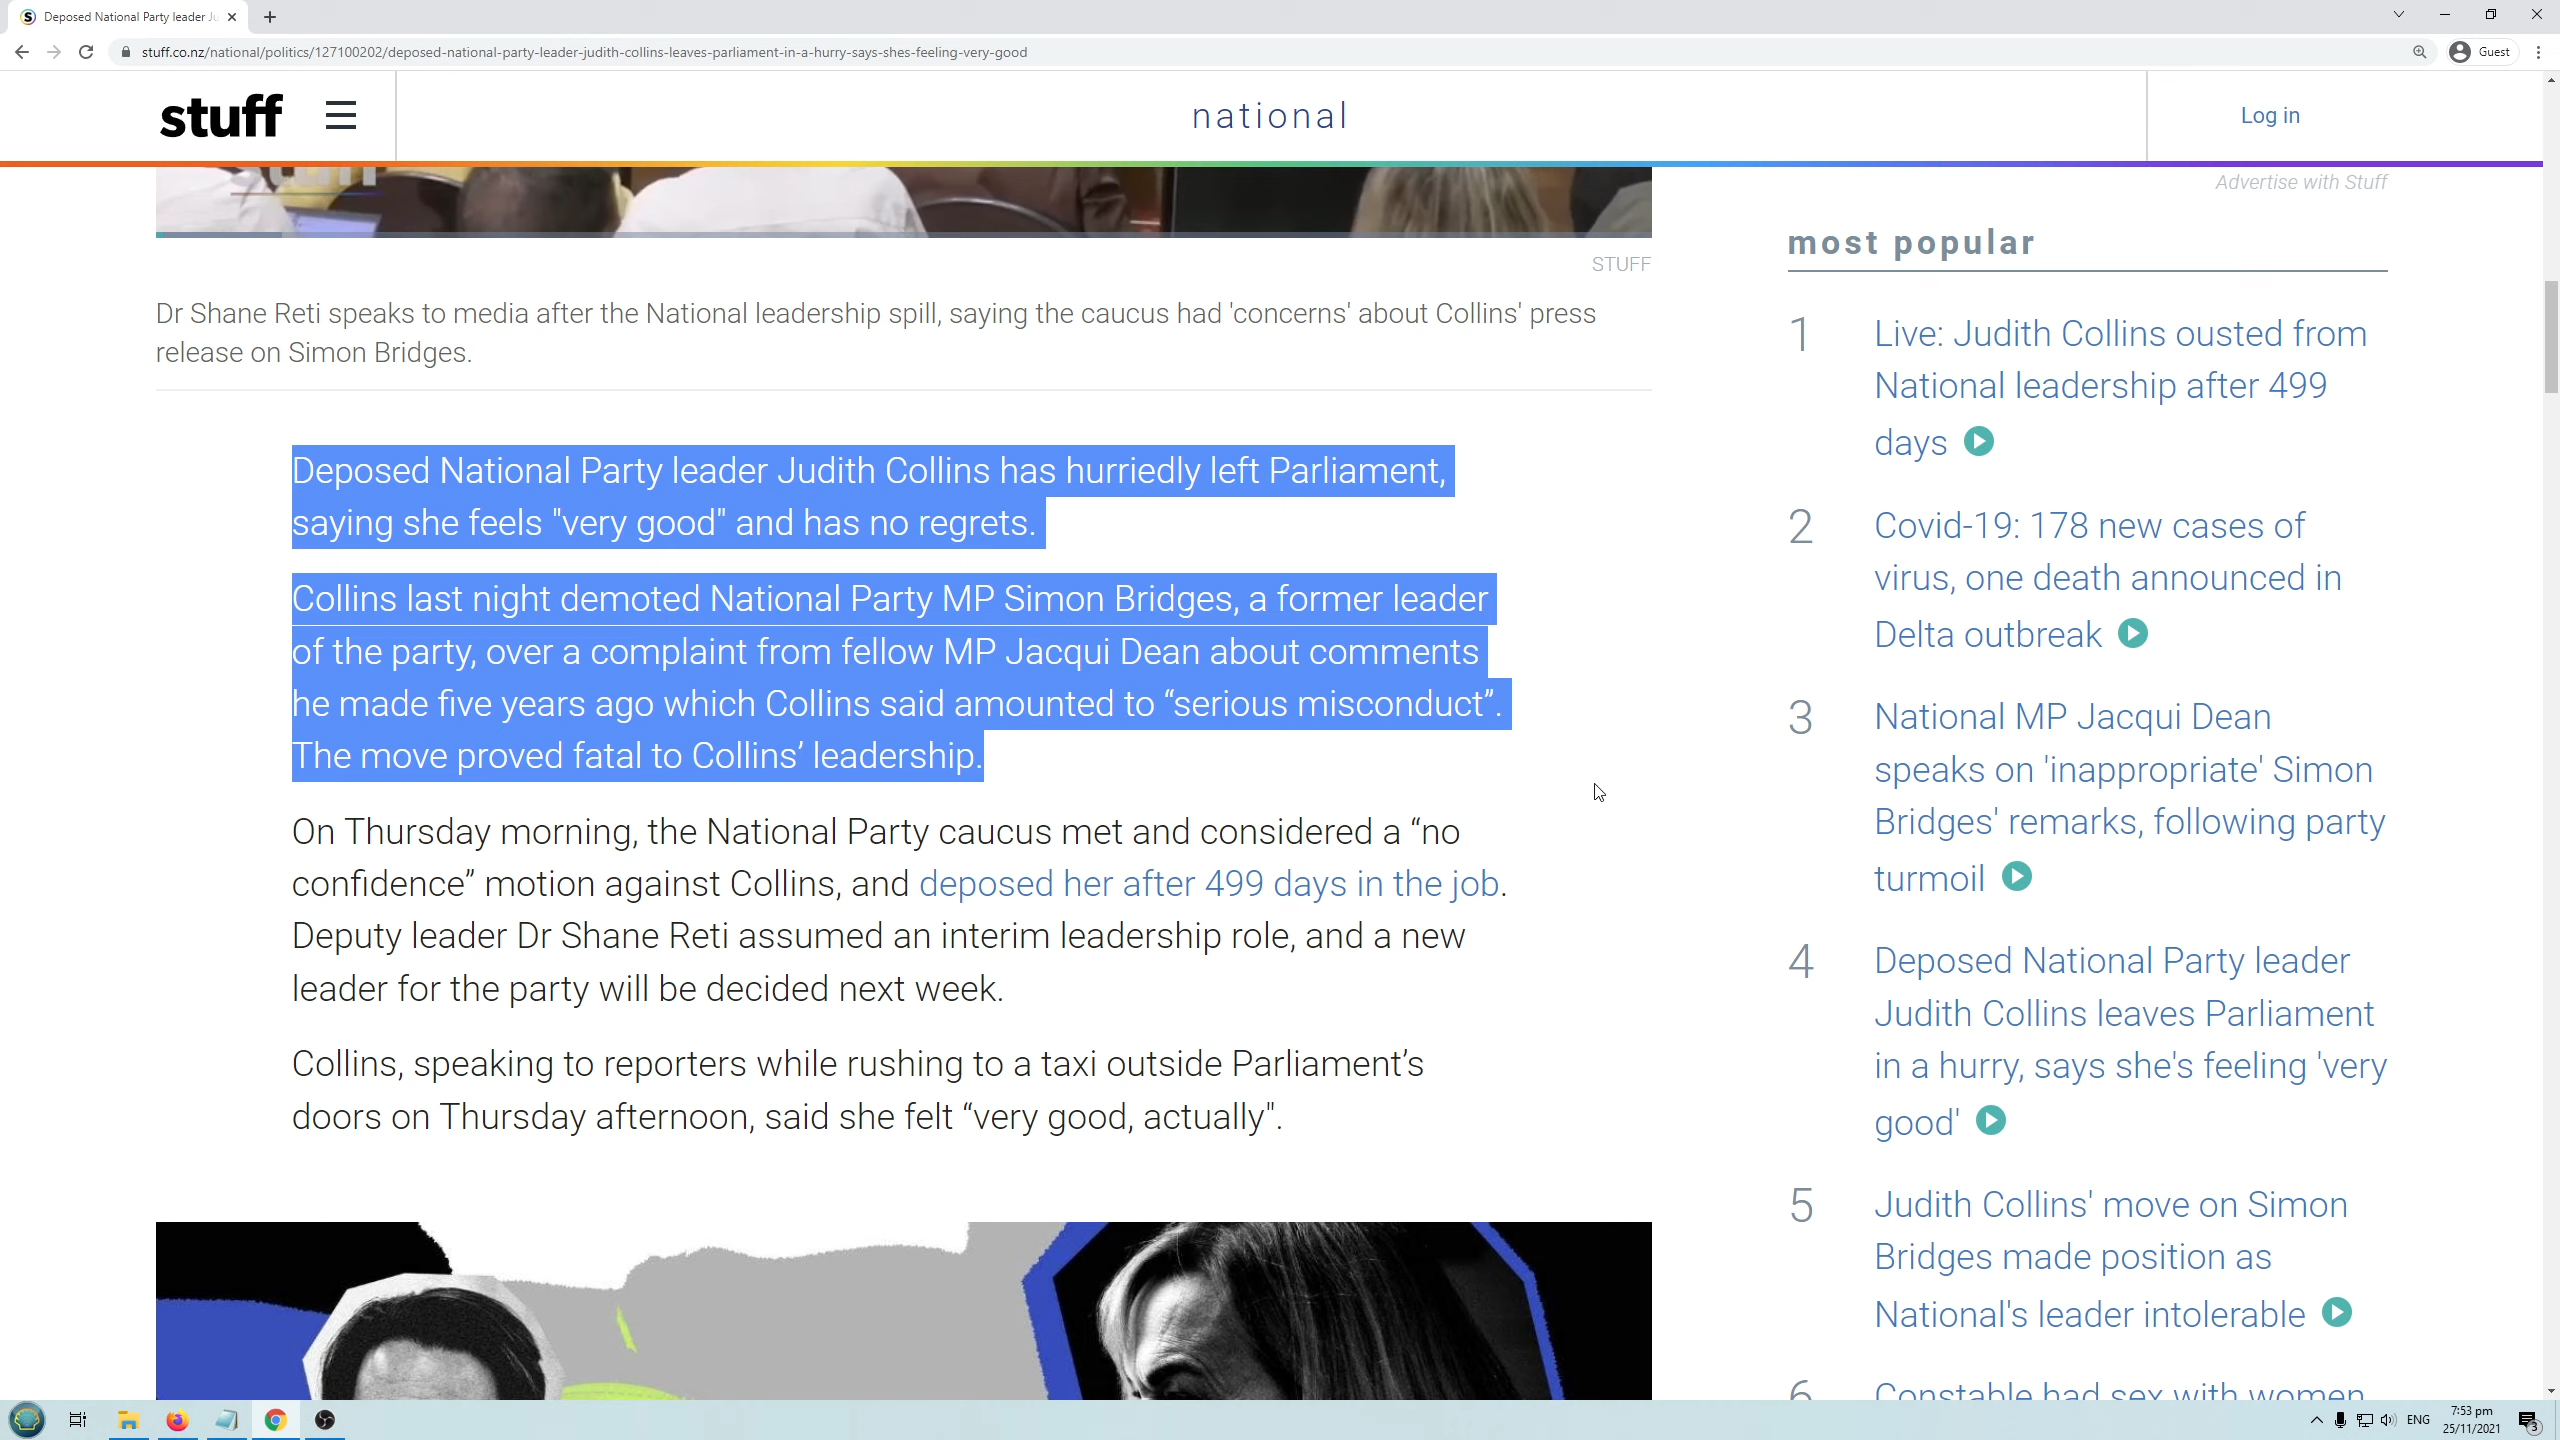 Deposed National Party leader Ju
stuff.co.nz/national/politics/127100202/deposed-national-party-leader-judith-collins-leaves-parliament-in-a-hurry-says-shes-feeling-very-good
Guest
stuff
national
Log in
Advertise with Stuff
STUFF
Dr Shane Reti speaks to media after the National leadership spill, saying the caucus had 'concerns' about Collins' press
release on Simon Bridges.
Deposed National Party leader Judith Collins has hurriedly left Parliament,
saying she feels "very good" and has no regrets.
Collins last night demoted National Party MP Simon Bridges, a former leader
of the party, over a complaint from fellow MP Jacqui Dean about comments
he made five years ago which Collins said amounted to “serious misconduct”.
The move proved fatal to Collins’ leadership.
On Thursday morning, the National Party caucus met and considered a “no
confidence” motion against Collins, and deposed her after 499 days in the job.
Deputy leader Dr Shane Reti assumed an interim leadership role, and a new
leader for the party will be decided next week.
Collins, speaking to reporters while rushing to a taxi outside Parliament’s
doors on Thursday afternoon, said she felt “very good, actually".
most popular
1 Live: Judith Collins ousted from
National leadership after 499
days
2 Covid-19: 178 new cases of
virus, one death announced in
Delta outbreak
3 National MP Jacqui Dean
speaks on 'inappropriate' Simon
Bridges' remarks, following party
turmoil
4 Deposed National Party leader
Judith Collins leaves Parliament
in a hurry, says she's feeling 'very
good'
5 Judith Collins' move on Simon
Bridges made position as
National's leader intolerable
6 Constable had sex with women
ENG
7:53 pm
25/11/2021
3